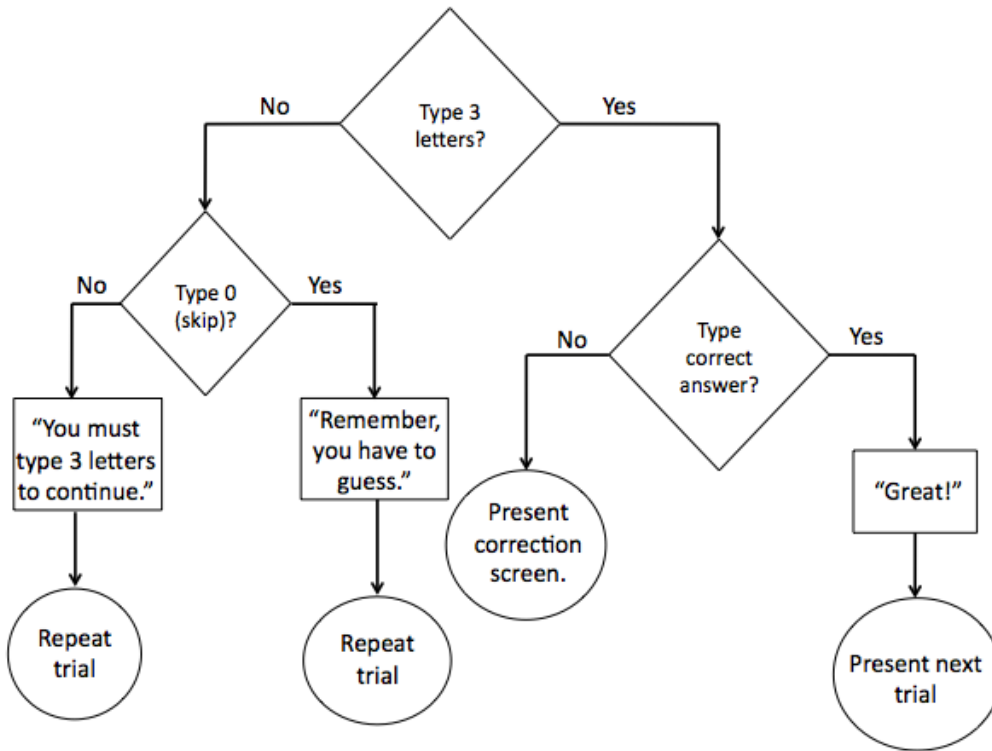 Type 3
letters?
No
Yes
Type 0
(skip)?
No
Yes
Type
correct
answer?
No
Yes
“You must
type 3 letters
to continue.”
“Remember,
you have to
guess.”
Present
correction
screen.
“Great!”
Repeat
trial
Repeat
trial
Present next
trial